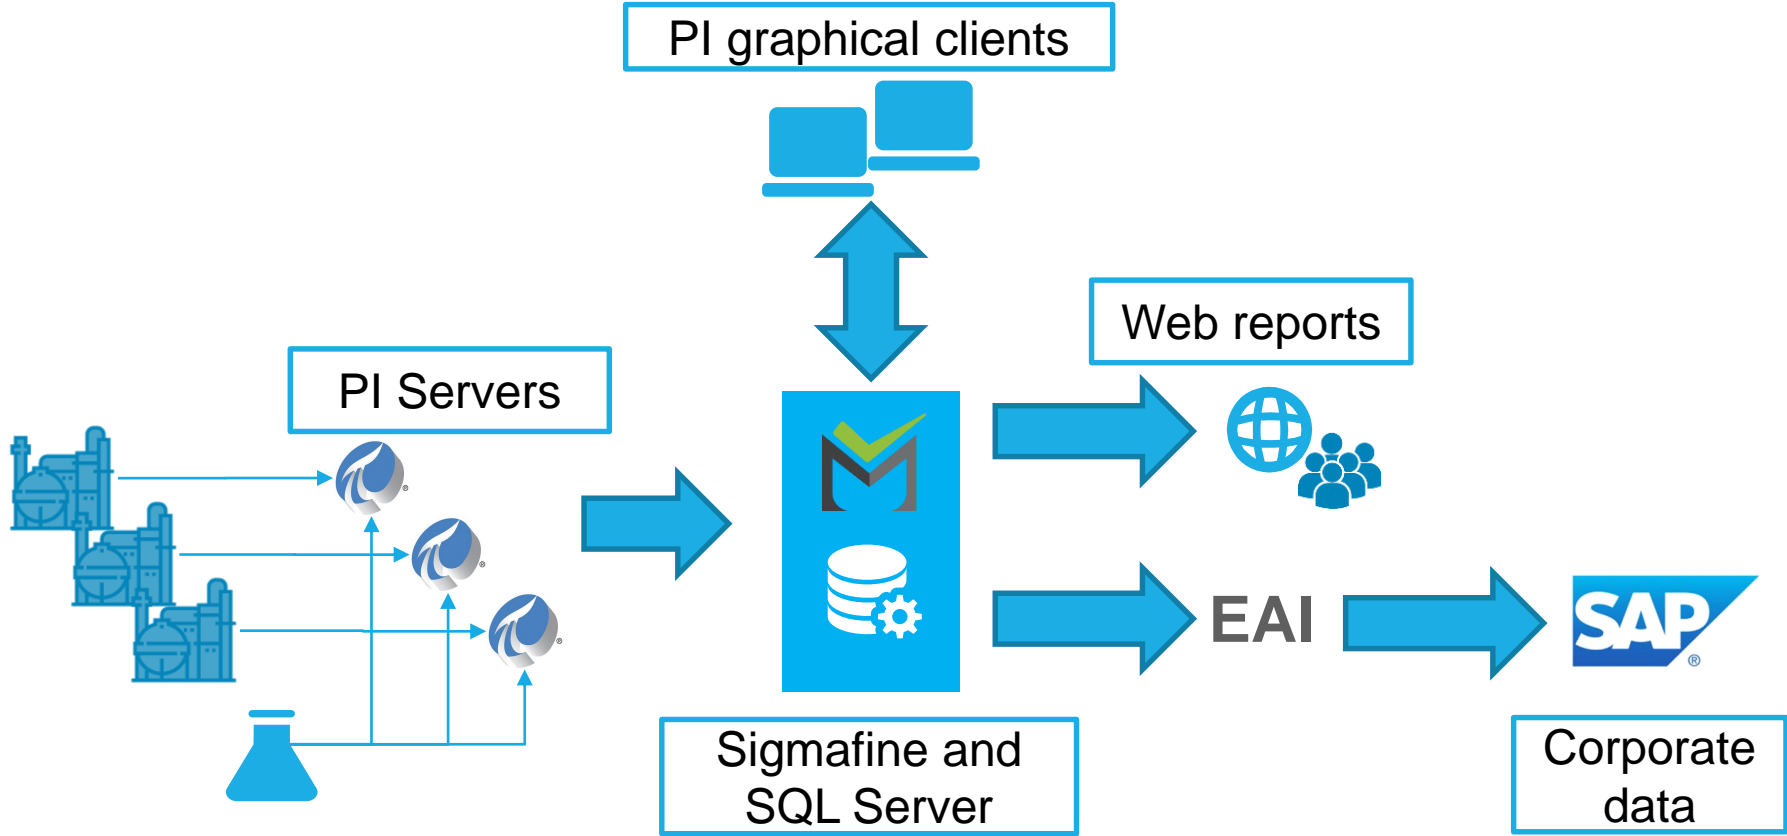 PI graphical clients
Web reports
PI Servers
®
®
®
EAI
SAP
®
Sigmafine and
SQL Server
Corporate
data